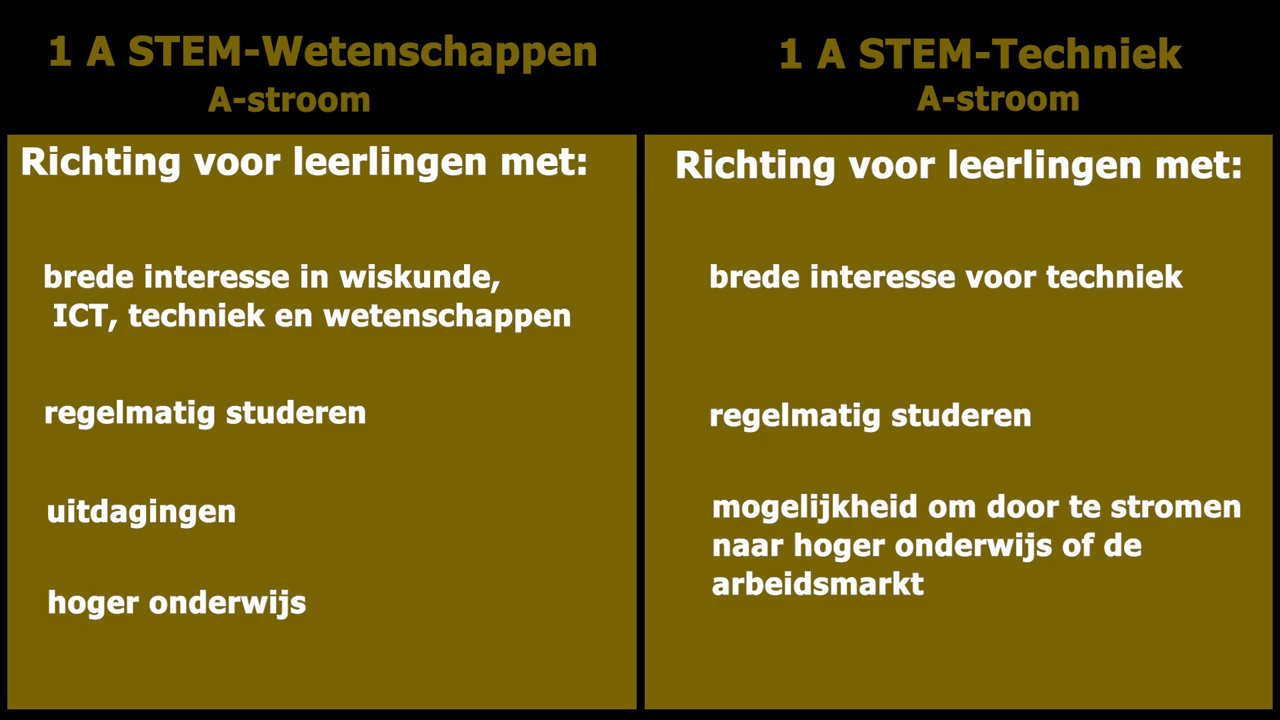 1 A STEM-Wetenschappen
A-stroom
Richting voor leerlingen met:
brede interesse in wiskunde,
ICT, techniek en wetenschappen
regelmatig studeren
uitdagingen
hoger onderwijs
1 A STEM-Techniek
A-stroom
Richting voor leerlingen met:
brede interesse voor techniek
regelmatig studeren
mogelijkheid om door te stromen
naar hoger onderwijs of de
arbeidsmarkt